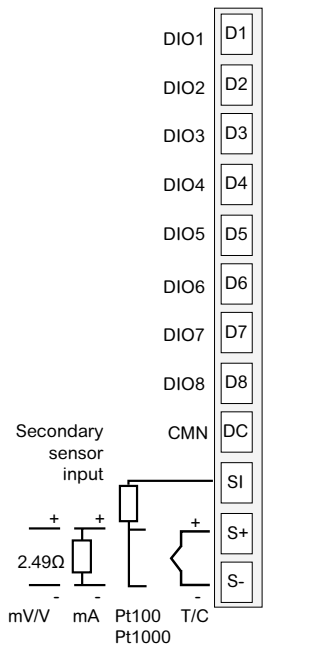 DIO1 D1
DIO2 D2
DIO3 D3
DIO4 D4
DIO5 D5
DIO6 D6
DIO7 D7
DIO8 D8
CMN DC
Secondary
sensor
input
SI
+ + + S+
2.49Ω
- - - S-
mV/V mA Pt100 T/C
Pt1000